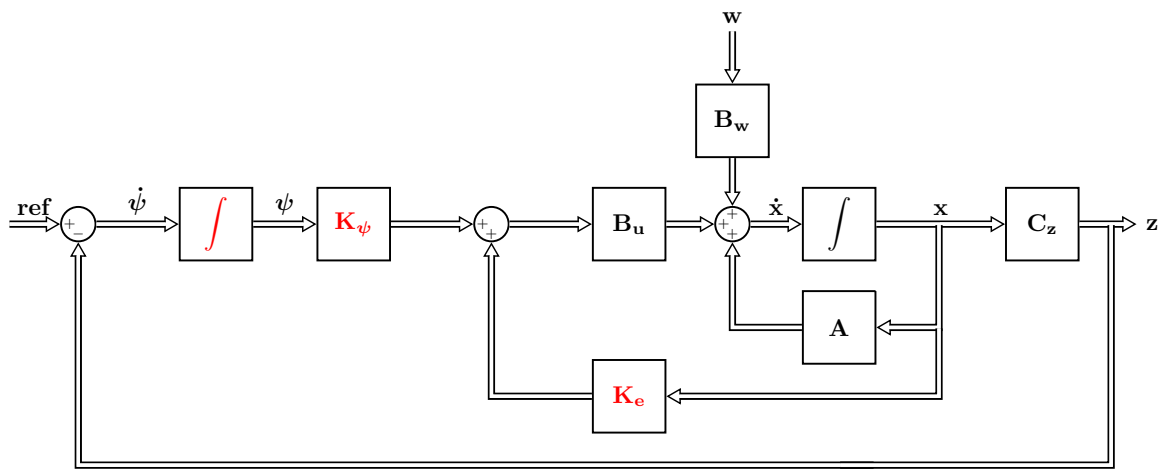 w
B_w
ref
+
−
ψ̇
∫
ψ
K_ψ
+
+
B_u
+
+
+
ẋ
∫
x
C_z
z
A
K_e